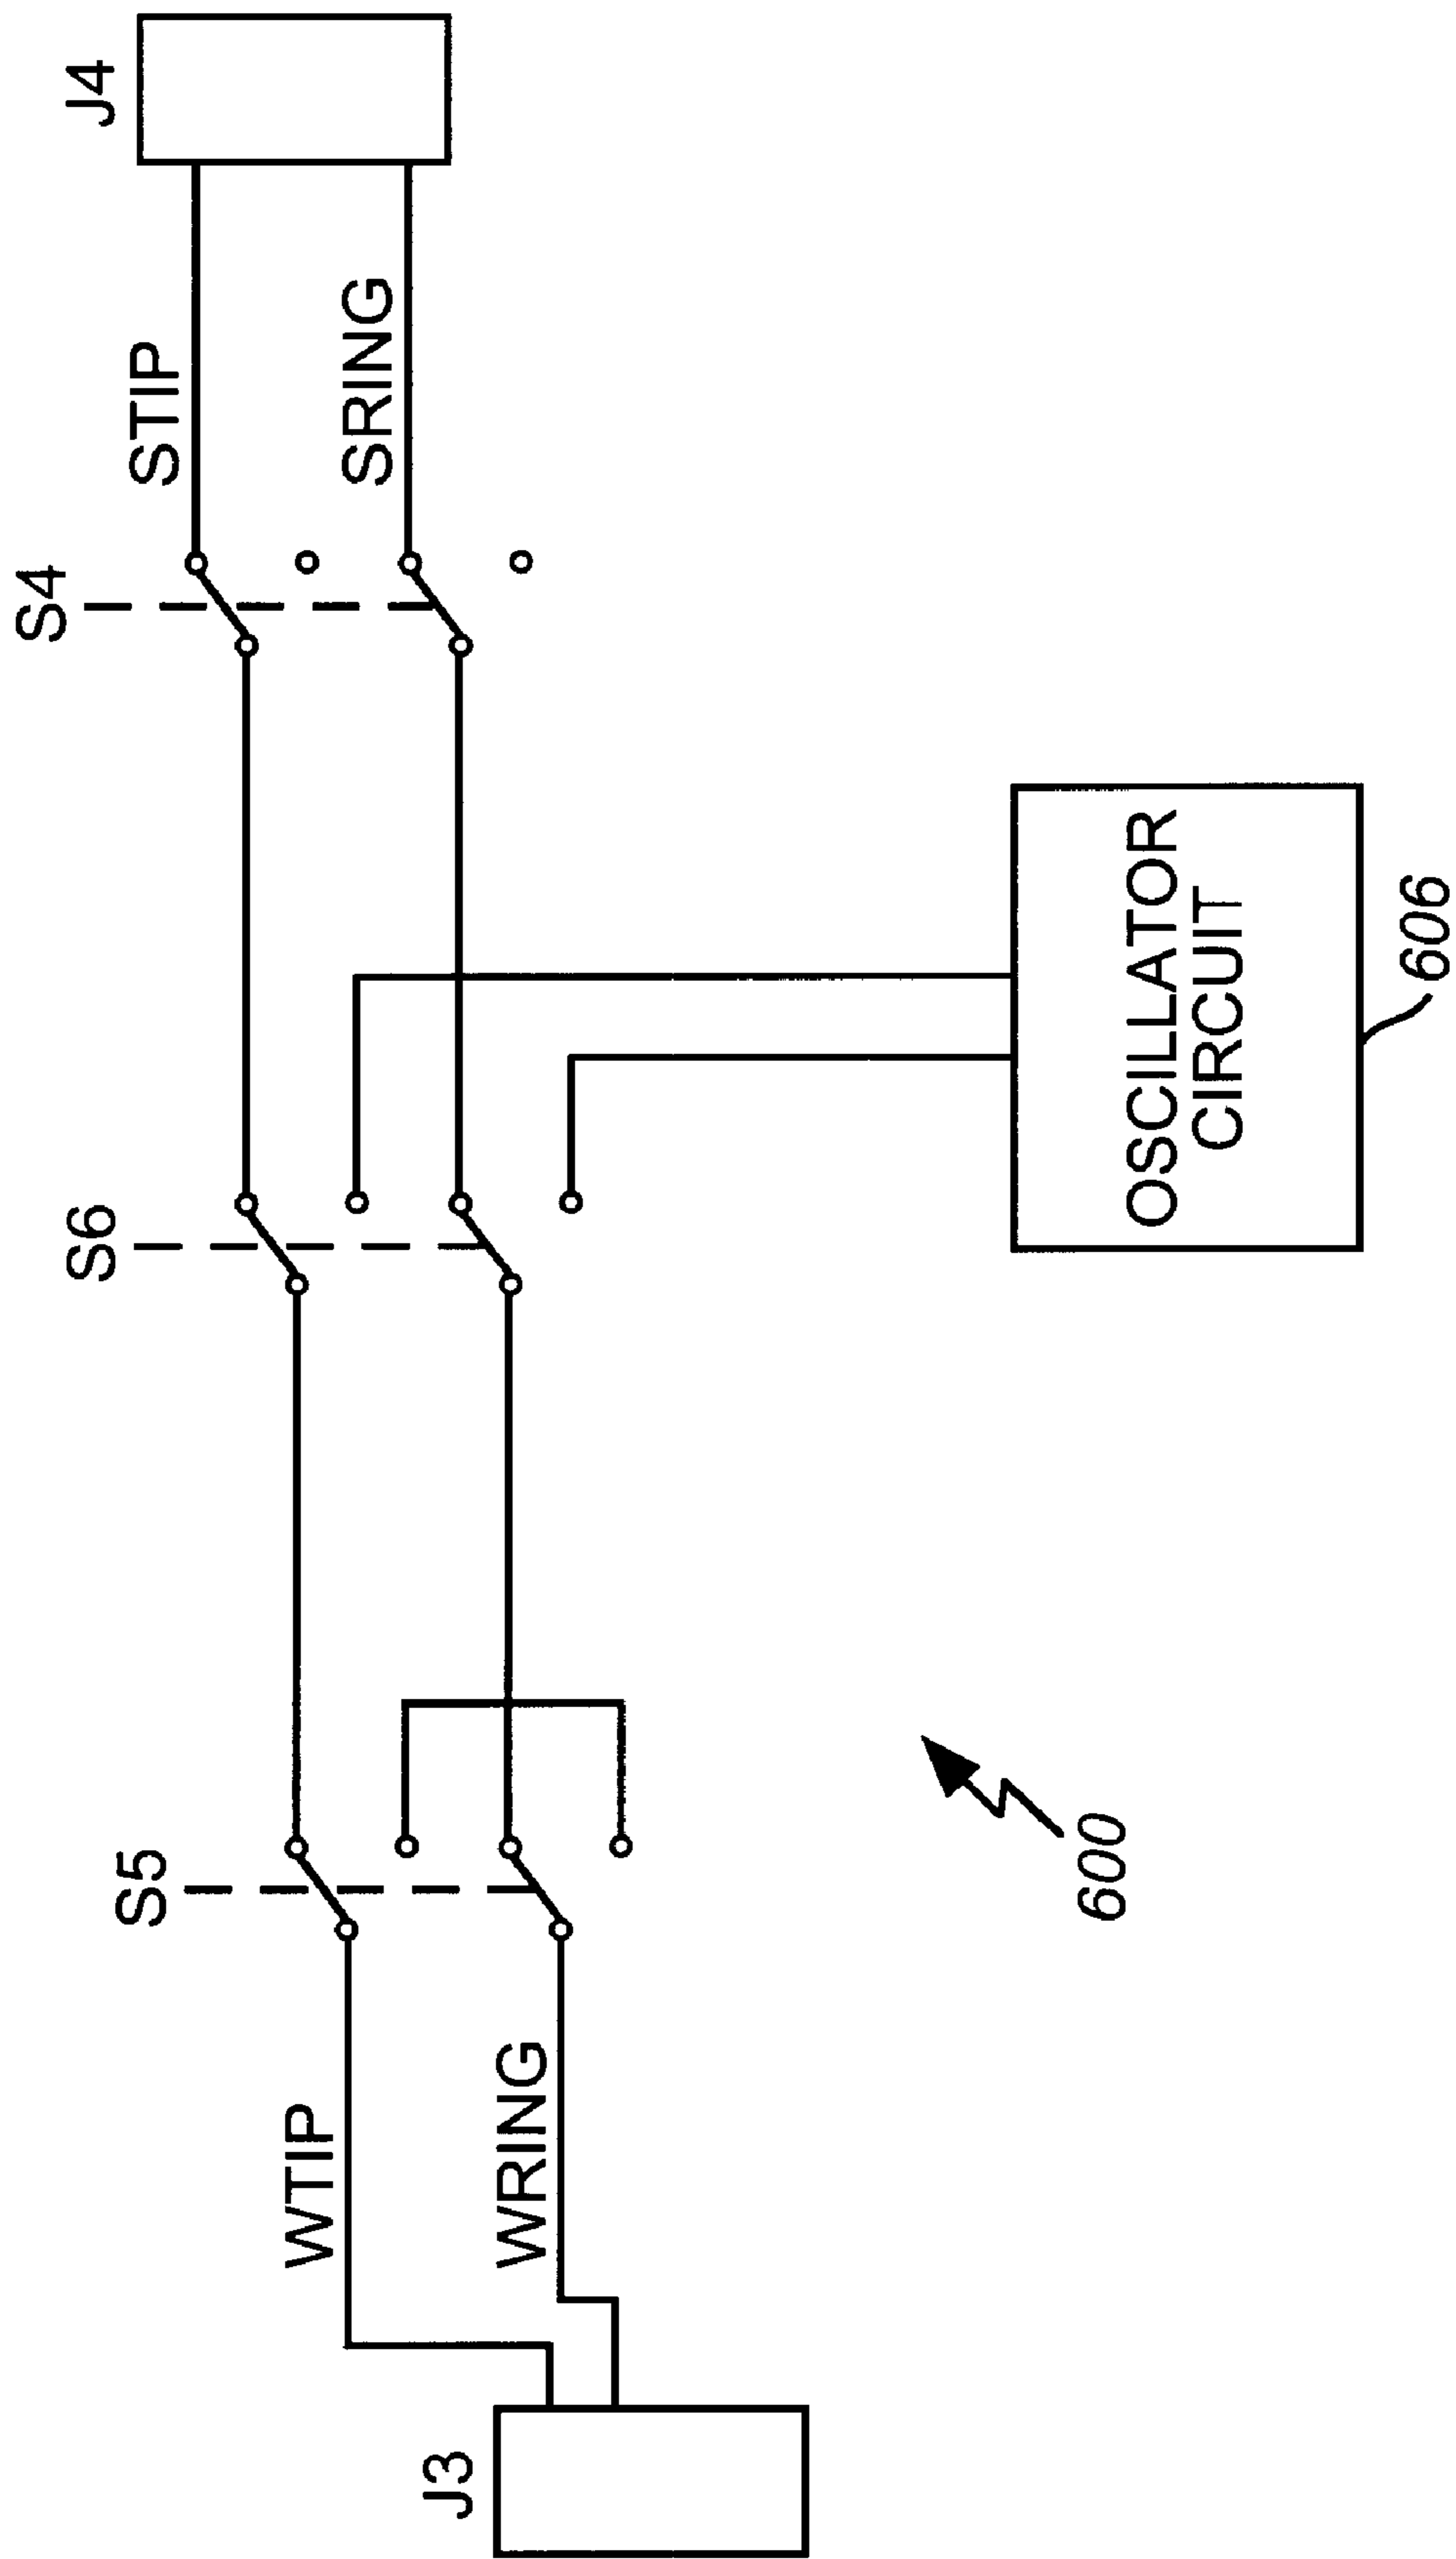 J3
WTIP
WRING
S5
S6
S4
STIP
SRING
J4
OSCILLATOR
CIRCUIT
606
600